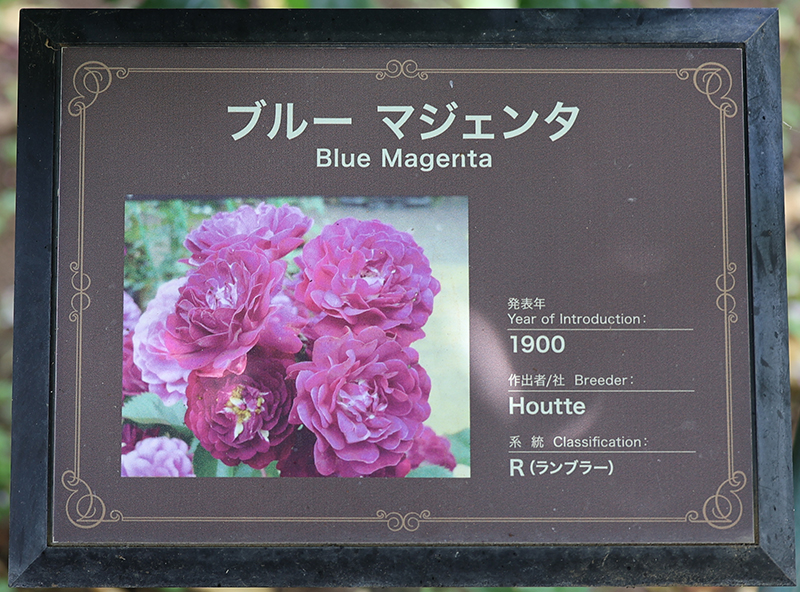 ブルー マジェンタ
Blue Magenta
発表年
Year of Introduction:
1900
作出者/社 Breeder:
Houtte
系 統 Classification:
R (ランブラー)